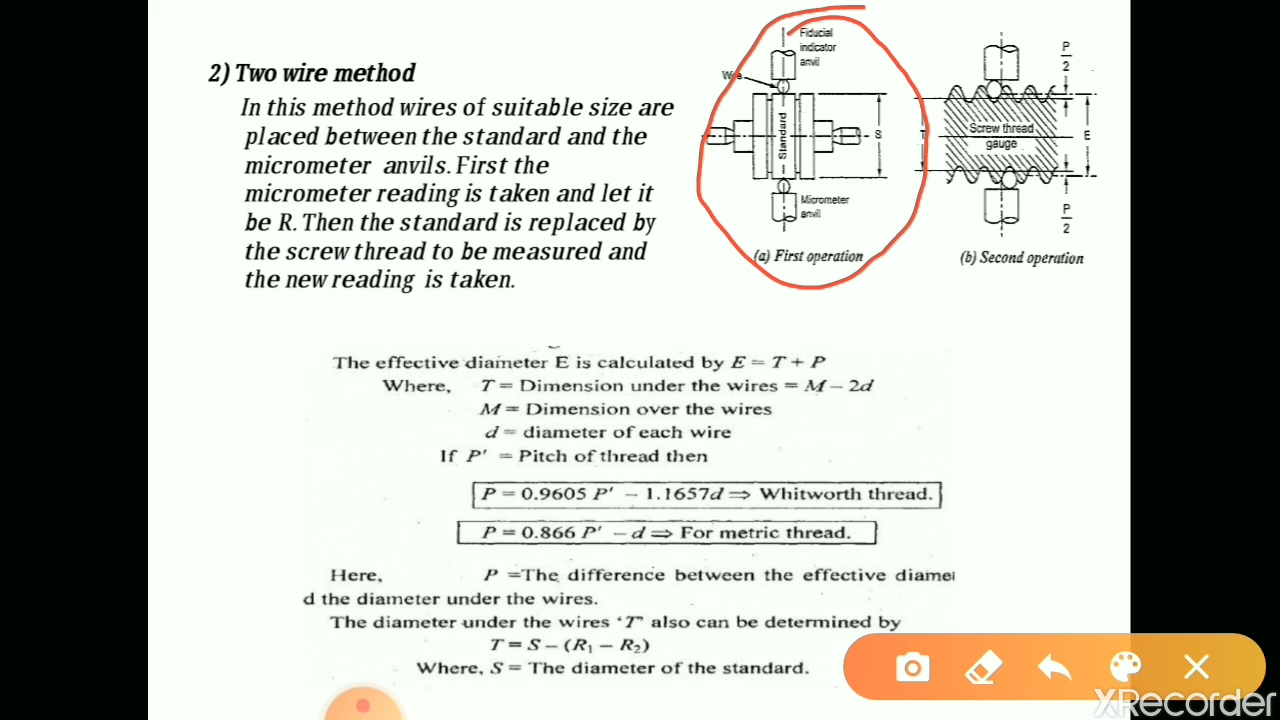 2) Two wire method
In this method wires of suitable size are
placed between the standard and the
micrometer anvils. First the
micrometer reading is taken and let it
be R. Then the standard is replaced by
the screw thread to be measured and
the new reading is taken.
Fiducial
indicator
anvil
Wire
Standard
S
Micrometer
anvil
(a) First operation
P
2
T
Screw thread
gauge
E
P
2
(b) Second operation
The effective diameter E is calculated by E = T + P
Where, T = Dimension under the wires = M – 2d
M = Dimension over the wires
d = diameter of each wire
If P' = Pitch of thread then
P = 0.9605 P' – 1.1657d ⇒ Whitworth thread.
P = 0.866 P' – d ⇒ For metric thread.
Here, P =The difference between the effective diamet
d the diameter under the wires.
The diameter under the wires 'T' also can be determined by
T = S – (R₁ – R₂)
Where, S = The diameter of the standard.
XRecorder